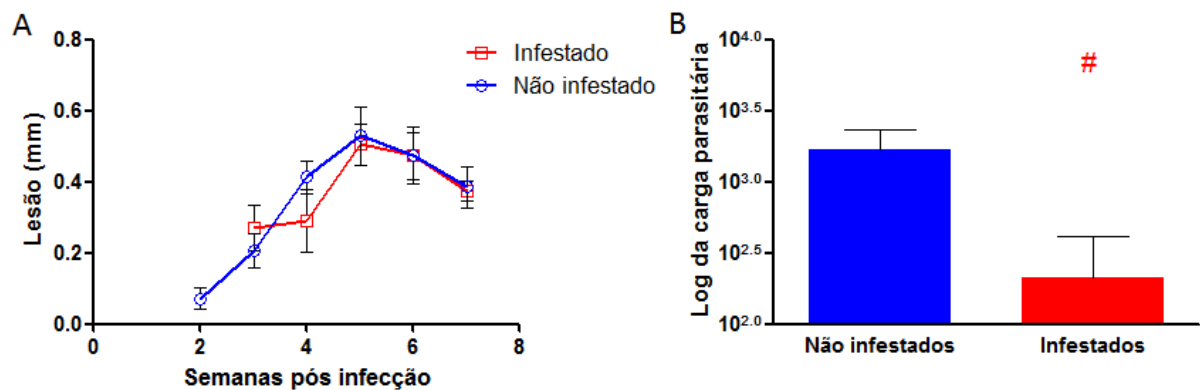 A
Lesão (mm)
0.8
0.6
0.4
0.2
0.0
0 2 4 6 8
Semanas pós infecção
Infestado
Não infestado
B
Log da carga parasitária
10^4.0
10^3.5
10^3.0
10^2.5
10^2.0
#
Não infestados Infestados